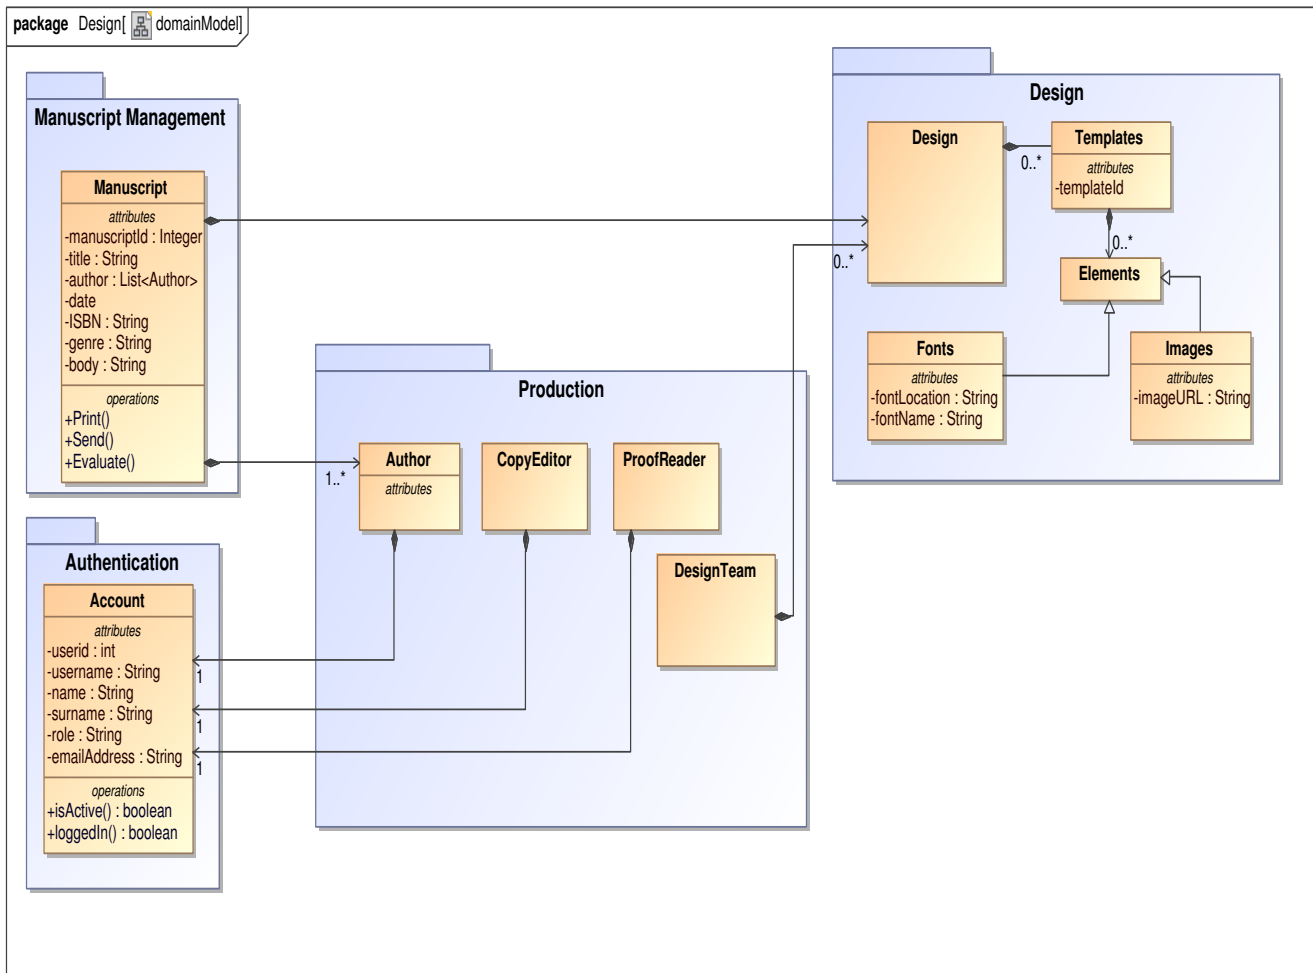 package Design[ domainModel]
Manuscript Management
Manuscript
attributes
-manuscriptId : Integer
-title : String
-author : List<Author>
-date
-ISBN : String
-genre : String
-body : String
operations
+Print()
+Send()
+Evaluate()
Design
Design
0..*
Templates
attributes
-templateId
0..*
0..*
Elements
Fonts
attributes
-fontLocation : String
-fontName : String
Images
attributes
-imageURL : String
Production
1..*
Author
attributes
CopyEditor
ProofReader
DesignTeam
Authentication
Account
attributes
-userid : int
-username : String
-name : String
-surname : String
-role : String
-emailAddress : String
operations
+isActive() : boolean
+loggedIn() : boolean
1
1
1